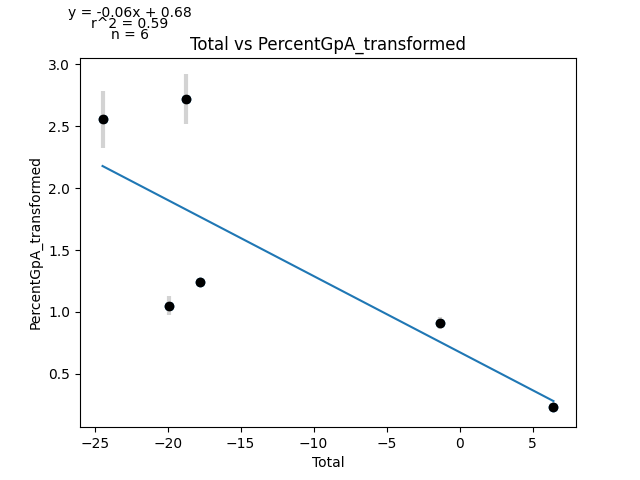 y = -0.06x + 0.68
r^2 = 0.59
n = 6
Total vs PercentGpA_transformed
PercentGpA_transformed
3.0
2.5
2.0
1.5
1.0
0.5
−25 −20 −15 −10 −5 0 5
Total